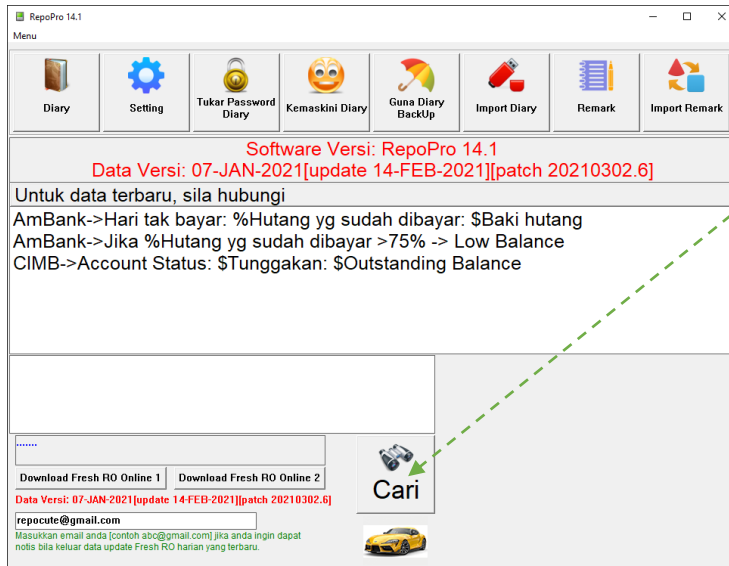 RepoPro 14.1
Menu
Diary
Setting
Tukar Password
Diary
Kemaskini Diary
Guna Diary
BackUp
Import Diary
Remark
Import Remark
Software Versi: RepoPro 14.1
Data Versi: 07-JAN-2021[update 14-FEB-2021][patch 20210302.6]
Untuk data terbaru, sila hubungi
AmBank->Hari tak bayar: %Hutang yg sudah dibayar: $Baki hutang
AmBank->Jika %Hutang yg sudah dibayar >75% -> Low Balance
CIMB->Account Status: $Tunggakan: $Outstanding Balance
.......
Download Fresh RO Online 1
Download Fresh RO Online 2
Cari
Data Versi: 07-JAN-2021[update 14-FEB-2021][patch 20210302.6]
repocute@gmail.com
Masukkan email anda [contoh abc@gmail.com] jika anda ingin dapat
notis bila keluar data update Fresh RO harian yang terbaru.